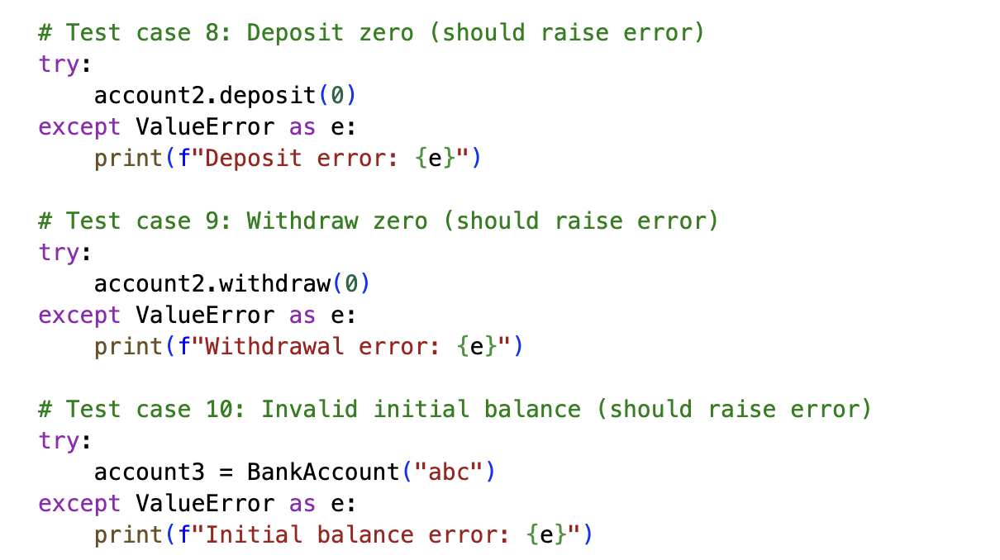 # Test case 8: Deposit zero (should raise error)
try:
    account2.deposit(0)
except ValueError as e:
    print(f"Deposit error: {e}")

# Test case 9: Withdraw zero (should raise error)
try:
    account2.withdraw(0)
except ValueError as e:
    print(f"Withdrawal error: {e}")

# Test case 10: Invalid initial balance (should raise error)
try:
    account3 = BankAccount("abc")
except ValueError as e:
    print(f"Initial balance error: {e}")